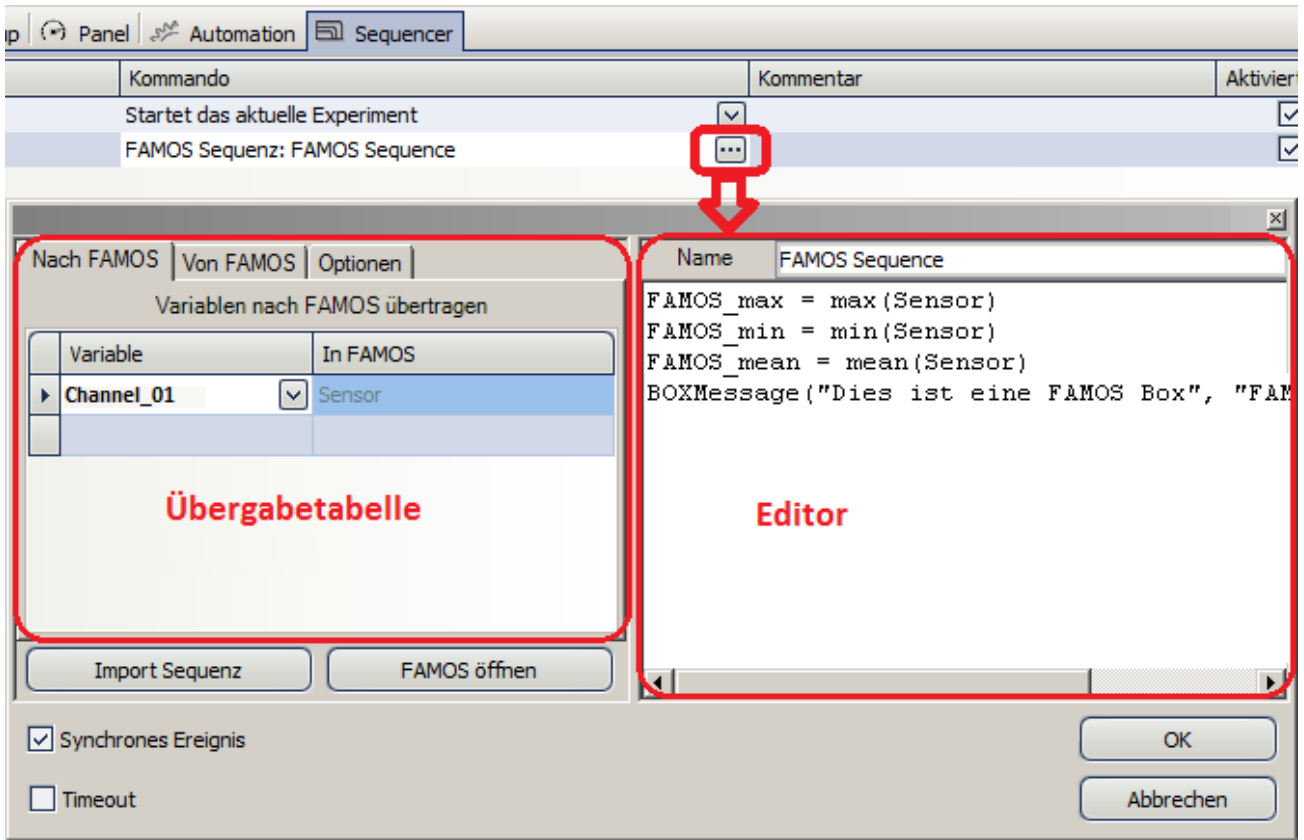 up Panel Automation Sequencer
Kommando Kommentar Aktiviert
Startet das aktuelle Experiment
FAMOS Sequenz: FAMOS Sequence
Nach FAMOS Von FAMOS Optionen
Variablen nach FAMOS übertragen
Variable In FAMOS
Channel_01 Sensor
Übergabetabelle
Import Sequenz FAMOS öffnen
Name FAMOS Sequence
FAMOS_max = max(Sensor)
FAMOS_min = min(Sensor)
FAMOS_mean = mean(Sensor)
BOXMessage("Dies ist eine FAMOS Box", "FAM
Editor
Synchrones Ereignis
Timeout
OK
Abbrechen